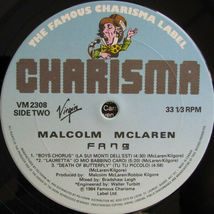 THE FAMOUS CHARISMA LABEL
CHARISMA
VM 2308
SIDE TWO
Virgin
33 1/3 RPM
MALCOLM MCLAREN
FANG
1. "BOYS CHORUS" (LA SUI MONTI DELL'EST) (4:30) (McLaren/Kilgore)
2. "LAURETTA" (O MIO BABBINO CARO) (5:20) (McLaren/Kilgore)
3. "DEATH OF BUTTERFLY" (TU TU PICCOLO) (4:58)
(McLaren/Kilgore)
Produced by: Malcolm McLaren/Robbie Kilgore
Mixed by: Bradshaw Leigh
Engineered by: Walter Turbitt
℗ 1984 Famous Charisma
Label Ltd.